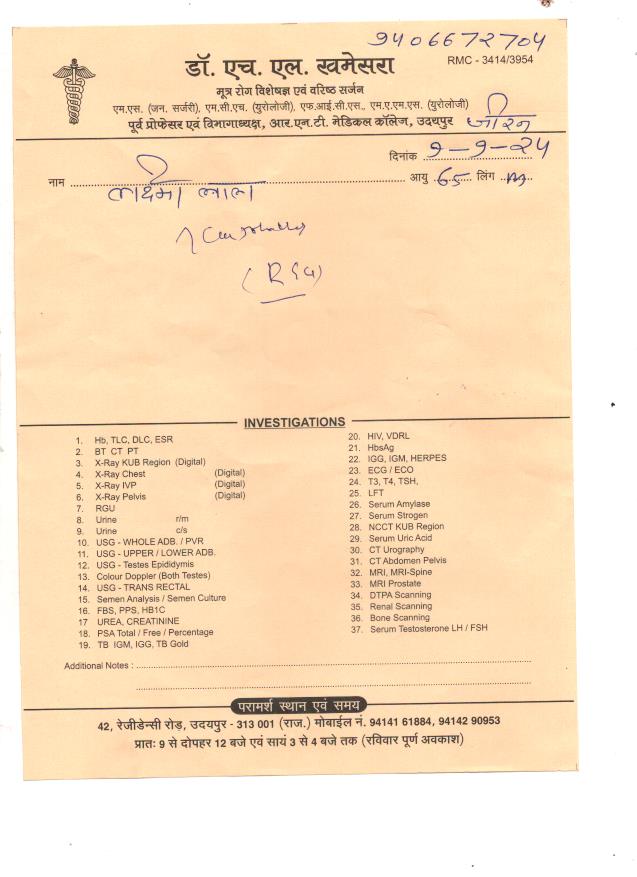 9406672704
डॉ. एच. एल. खमेसरा
RMC - 3414/3954
मूत्र रोग विशेषज्ञ एवं वरिष्ठ सर्जन
एम.एस. (जन. सर्जरी), एम.सी.एच. (युरोलोजी), एफ.आई.सी.एस., एम.ए.एम.एस. (युरोलोजी)
पूर्व प्रोफेसर एवं विभागाध्यक्ष, आर.एन.टी. मेडिकल कॉलेज, उदयपुर जीरन
दिनांक 9-9-24
नाम लक्ष्मी लाल आयु 65 लिंग M
INVESTIGATIONS
1. Hb, TLC, DLC, ESR
2. BT CT PT
3. X-Ray KUB Region (Digital)
4. X-Ray Chest (Digital)
5. X-Ray IVP (Digital)
6. X-Ray Pelvis (Digital)
7. RGU
8. Urine r/m
9. Urine c/s
10. USG - WHOLE ADB. / PVR
11. USG - UPPER / LOWER ADB.
12. USG - Testes Epididymis
13. Colour Doppler (Both Testes)
14. USG - TRANS RECTAL
15. Semen Analysis / Semen Culture
16. FBS, PPS, HB1C
17 UREA, CREATININE
18. PSA Total / Free / Percentage
19. TB IGM, IGG, TB Gold
20. HIV, VDRL
21. HbsAg
22. IGG, IGM, HERPES
23. ECG / ECO
24. T3, T4, TSH,
25. LFT
26. Serum Amylase
27. Serum Strogen
28. NCCT KUB Region
29. Serum Uric Acid
30. CT Urography
31. CT Abdomen Pelvis
32. MRI, MRI-Spine
33. MRI Prostate
34. DTPA Scanning
35. Renal Scanning
36. Bone Scanning
37. Serum Testosterone LH / FSH
Additional Notes :
परामर्श स्थान एवं समय
42, रेजीडेन्सी रोड़, उदयपुर - 313 001 (राज.) मोबाईल नं. 94141 61884, 94142 90953
प्रातः 9 से दोपहर 12 बजे एवं सायं 3 से 4 बजे तक (रविवार पूर्ण अवकाश)